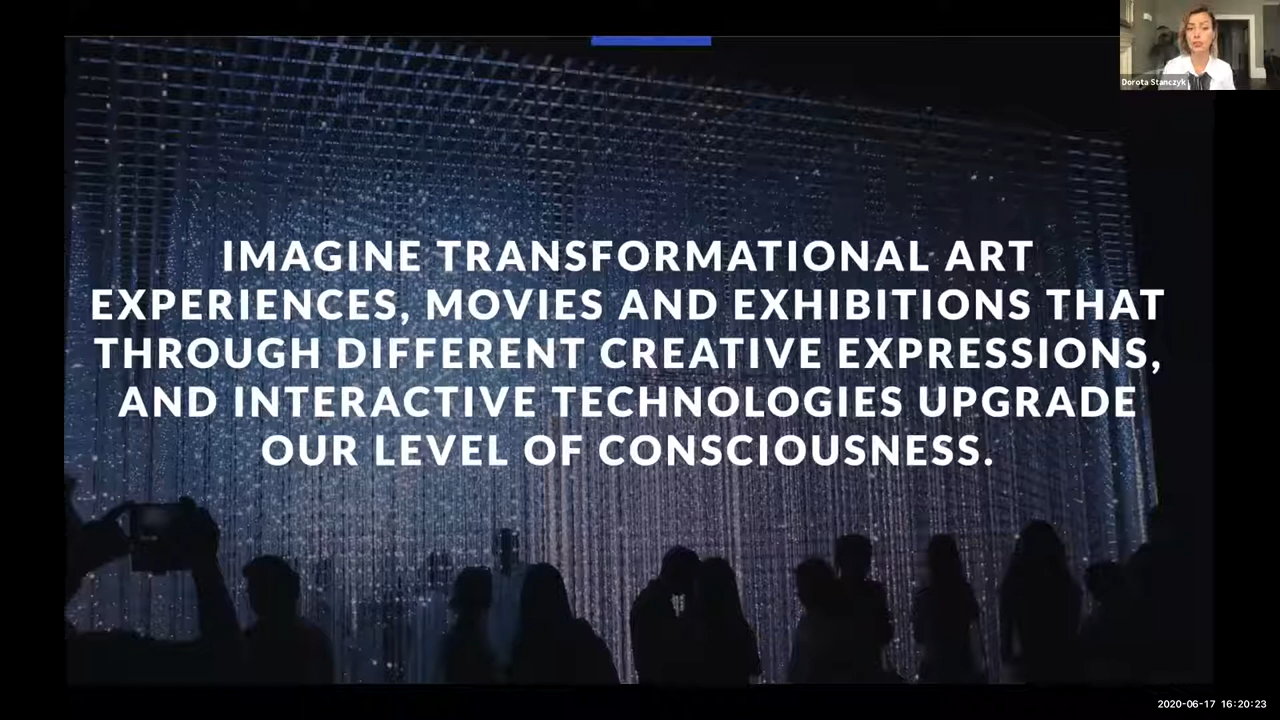 Dorota Stanczyk
IMAGINE TRANSFORMATIONAL ART
EXPERIENCES, MOVIES AND EXHIBITIONS THAT
THROUGH DIFFERENT CREATIVE EXPRESSIONS,
AND INTERACTIVE TECHNOLOGIES UPGRADE
OUR LEVEL OF CONSCIOUSNESS.
2020-06-17 16:20:23